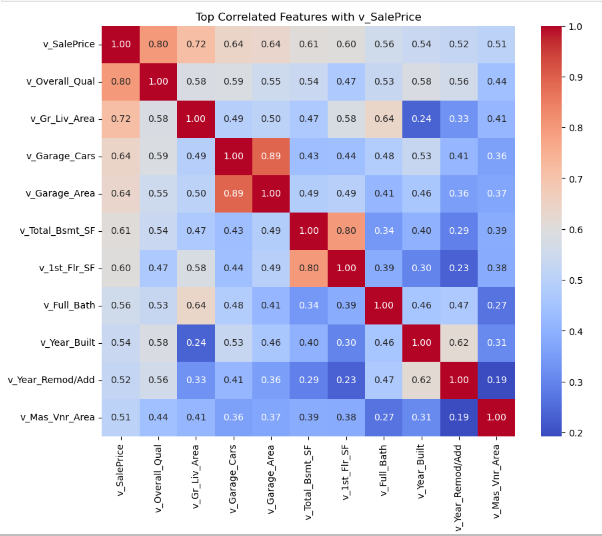 Top Correlated Features with v_SalePrice
v_SalePrice 1.00 0.80 0.72 0.64 0.64 0.61 0.60 0.56 0.54 0.52 0.51
v_Overall_Qual 0.80 1.00 0.58 0.59 0.55 0.54 0.47 0.53 0.58 0.56 0.44
v_Gr_Liv_Area 0.72 0.58 1.00 0.49 0.50 0.47 0.58 0.64 0.24 0.33 0.41
v_Garage_Cars 0.64 0.59 0.49 1.00 0.89 0.43 0.44 0.48 0.53 0.41 0.36
v_Garage_Area 0.64 0.55 0.50 0.89 1.00 0.49 0.49 0.41 0.46 0.36 0.37
v_Total_Bsmt_SF 0.61 0.54 0.47 0.43 0.49 1.00 0.80 0.34 0.40 0.29 0.39
v_1st_Flr_SF 0.60 0.47 0.58 0.44 0.49 0.80 1.00 0.39 0.30 0.23 0.38
v_Full_Bath 0.56 0.53 0.64 0.48 0.41 0.34 0.39 1.00 0.46 0.47 0.27
v_Year_Built 0.54 0.58 0.24 0.53 0.46 0.40 0.30 0.46 1.00 0.62 0.31
v_Year_Remod/Add 0.52 0.56 0.33 0.41 0.36 0.29 0.23 0.47 0.62 1.00 0.19
v_Mas_Vnr_Area 0.51 0.44 0.41 0.36 0.37 0.39 0.38 0.27 0.31 0.19 1.00
v_SalePrice
v_Overall_Qual
v_Gr_Liv_Area
v_Garage_Cars
v_Garage_Area
v_Total_Bsmt_SF
v_1st_Flr_SF
v_Full_Bath
v_Year_Built
v_Year_Remod/Add
v_Mas_Vnr_Area
1.0
0.9
0.8
0.7
0.6
0.5
0.4
0.3
0.2